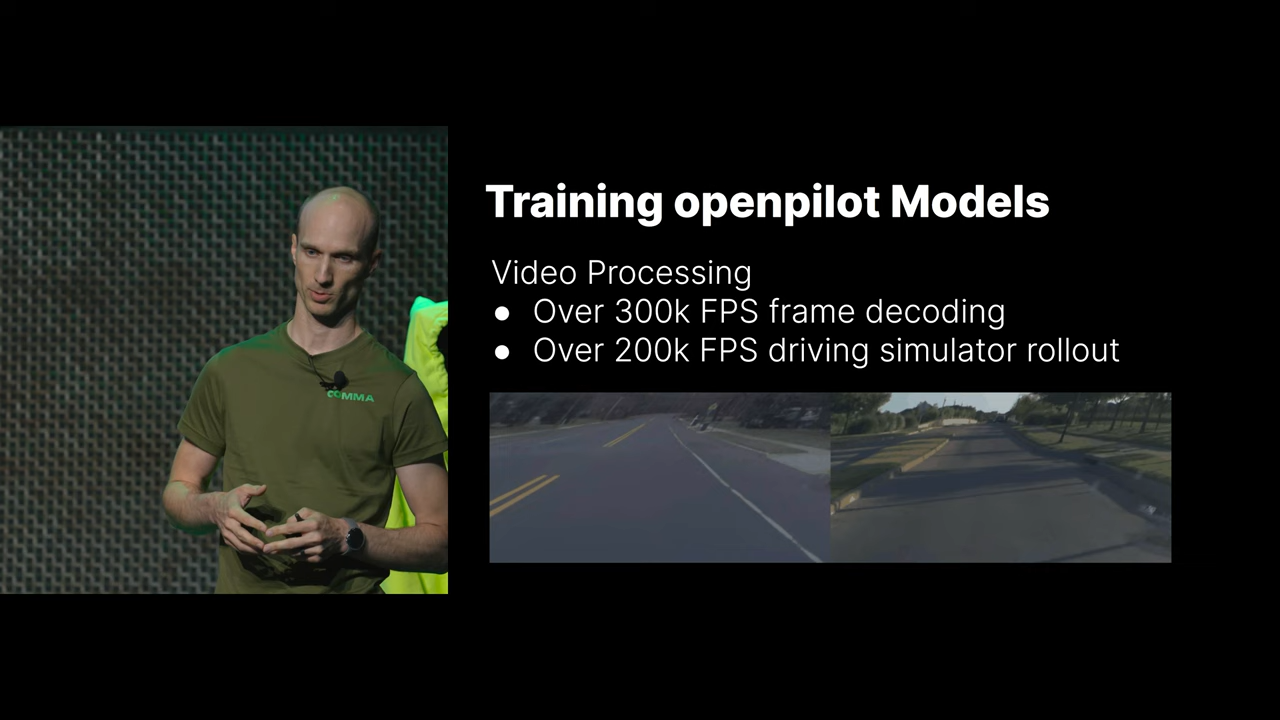 COMMA
Training openpilot Models
Video Processing
● Over 300k FPS frame decoding
● Over 200k FPS driving simulator rollout